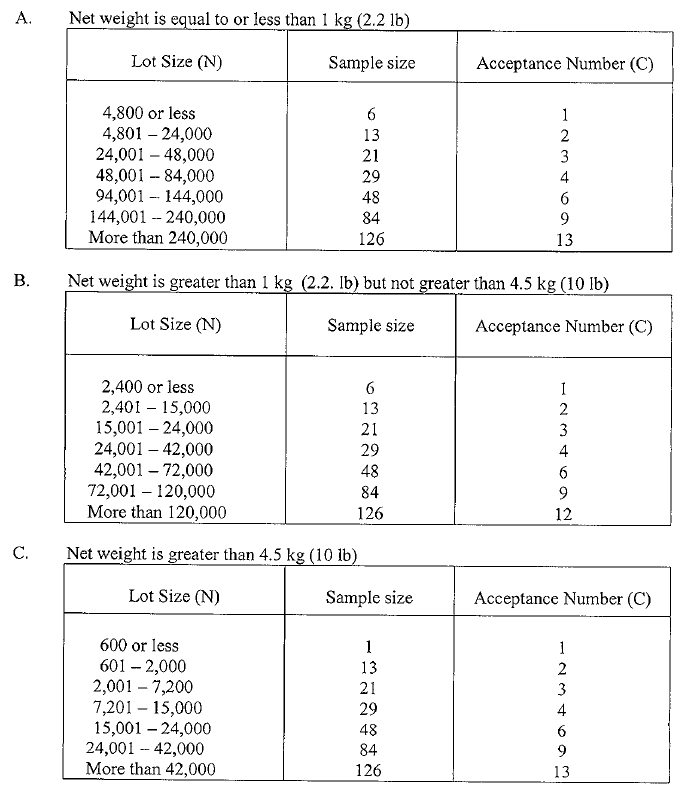 A. Net weight is equal to or less than 1 kg (2.2 lb)
Lot Size (N) Sample size Acceptance Number (C)
4,800 or less 6 1
4,801 – 24,000 13 2
24,001 – 48,000 21 3
48,001 – 84,000 29 4
94,001 – 144,000 48 6
144,001 – 240,000 84 9
More than 240,000 126 13
B. Net weight is greater than 1 kg (2.2. lb) but not greater than 4.5 kg (10 lb)
Lot Size (N) Sample size Acceptance Number (C)
2,400 or less 6 1
2,401 – 15,000 13 2
15,001 – 24,000 21 3
24,001 – 42,000 29 4
42,001 – 72,000 48 6
72,001 – 120,000 84 9
More than 120,000 126 12
C. Net weight is greater than 4.5 kg (10 lb)
Lot Size (N) Sample size Acceptance Number (C)
600 or less 1 1
601 – 2,000 13 2
2,001 – 7,200 21 3
7,201 – 15,000 29 4
15,001 – 24,000 48 6
24,001 – 42,000 84 9
More than 42,000 126 13